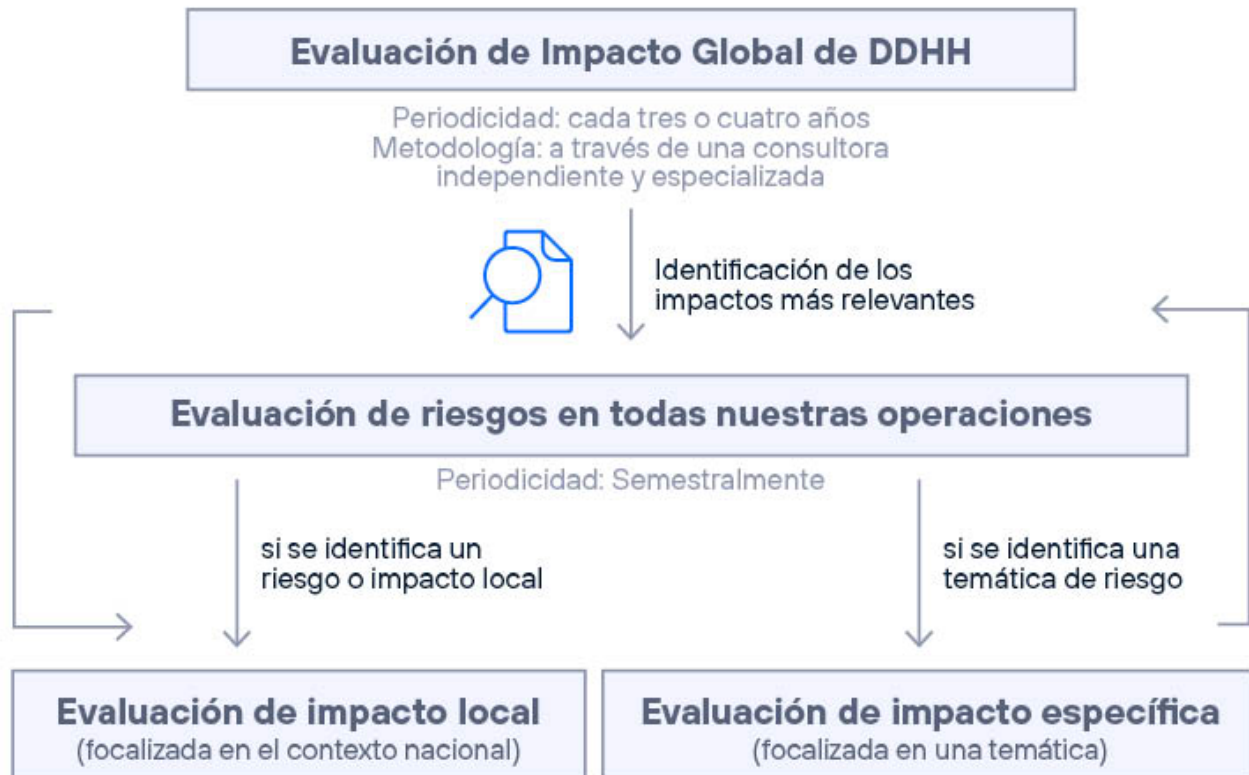 Evaluación de Impacto Global de DDHH
Periodicidad: cada tres o cuatro años
Metodología: a través de una consultora
independiente y especializada
Identificación de los
impactos más relevantes
Evaluación de riesgos en todas nuestras operaciones
Periodicidad: Semestralmente
si se identifica un
riesgo o impacto local
si se identifica una
temática de riesgo
Evaluación de impacto local
(focalizada en el contexto nacional)
Evaluación de impacto específica
(focalizada en una temática)